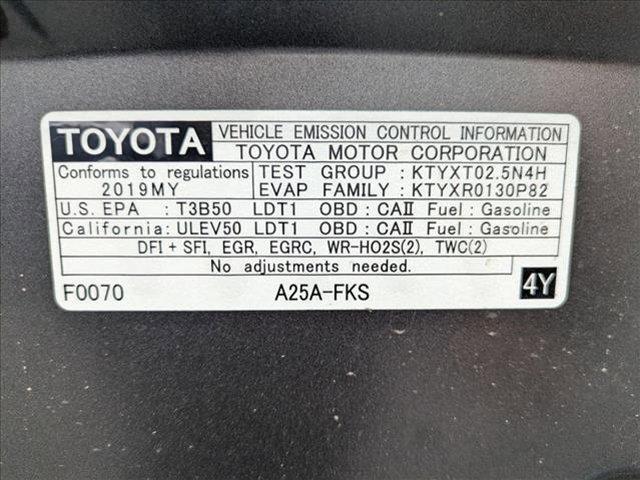 TOYOTA VEHICLE EMISSION CONTROL INFORMATION
TOYOTA MOTOR CORPORATION
Conforms to regulations TEST GROUP : KTYXT02.5N4H
2019MY EVAP FAMILY : KTYXR0130P82
U.S. EPA : T3B50 LDT1 OBD : CAII Fuel : Gasoline
California: ULEV50 LDT1 OBD : CAII Fuel : Gasoline
DFI + SFI, EGR, EGRC, WR-HO2S(2), TWC(2)
No adjustments needed.
F0070 A25A-FKS 4Y